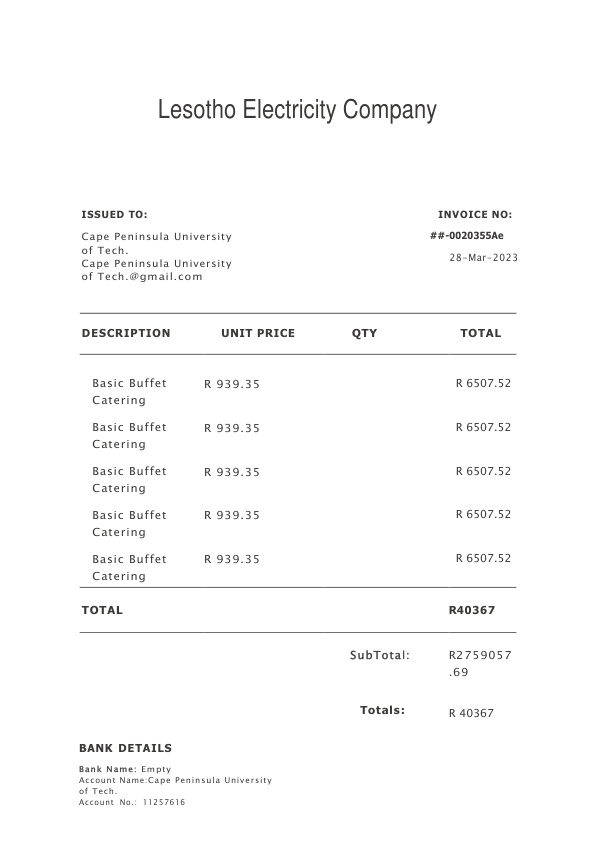 Lesotho Electricity Company
ISSUED TO: INVOICE NO:
Cape Peninsula University ##-0020355Ae
of Tech.
28-Mar-2023
Cape Peninsula University
of Tech.@gmail.com
DESCRIPTION UNIT PRICE QTY TOTAL
Basic Buffet R 939.35 R 6507.52
Catering
Basic Buffet R 939.35 R 6507.52
Catering
Basic Buffet R 939.35 R 6507.52
Catering
Basic Buffet R 939.35 R 6507.52
Catering
Basic Buffet R 939.35 R 6507.52
Catering
TOTAL R40367
SubTotal: R2759057
.69
Totals: R 40367
BANK DETAILS
Bank Name: Empty
Account Name:Cape Peninsula University
of Tech.
Account No.: 11257616